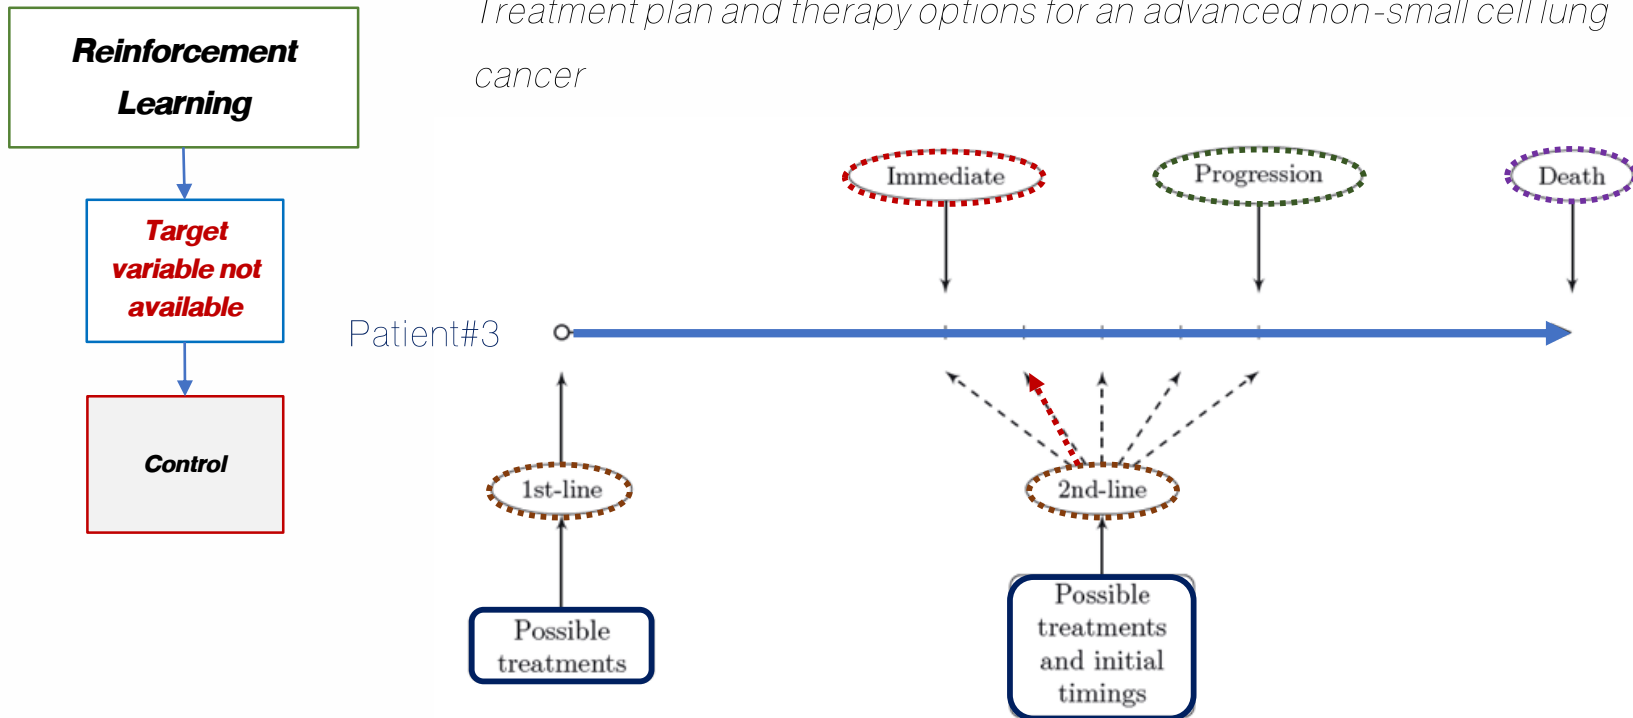 Treatment plan and therapy options for an advanced non-small cell lung
cancer
Reinforcement
Learning
Target
variable not
available
Control
Immediate
Progression
Death
Patient#3
1st-line
2nd-line
Possible
treatments
Possible
treatments
and initial
timings